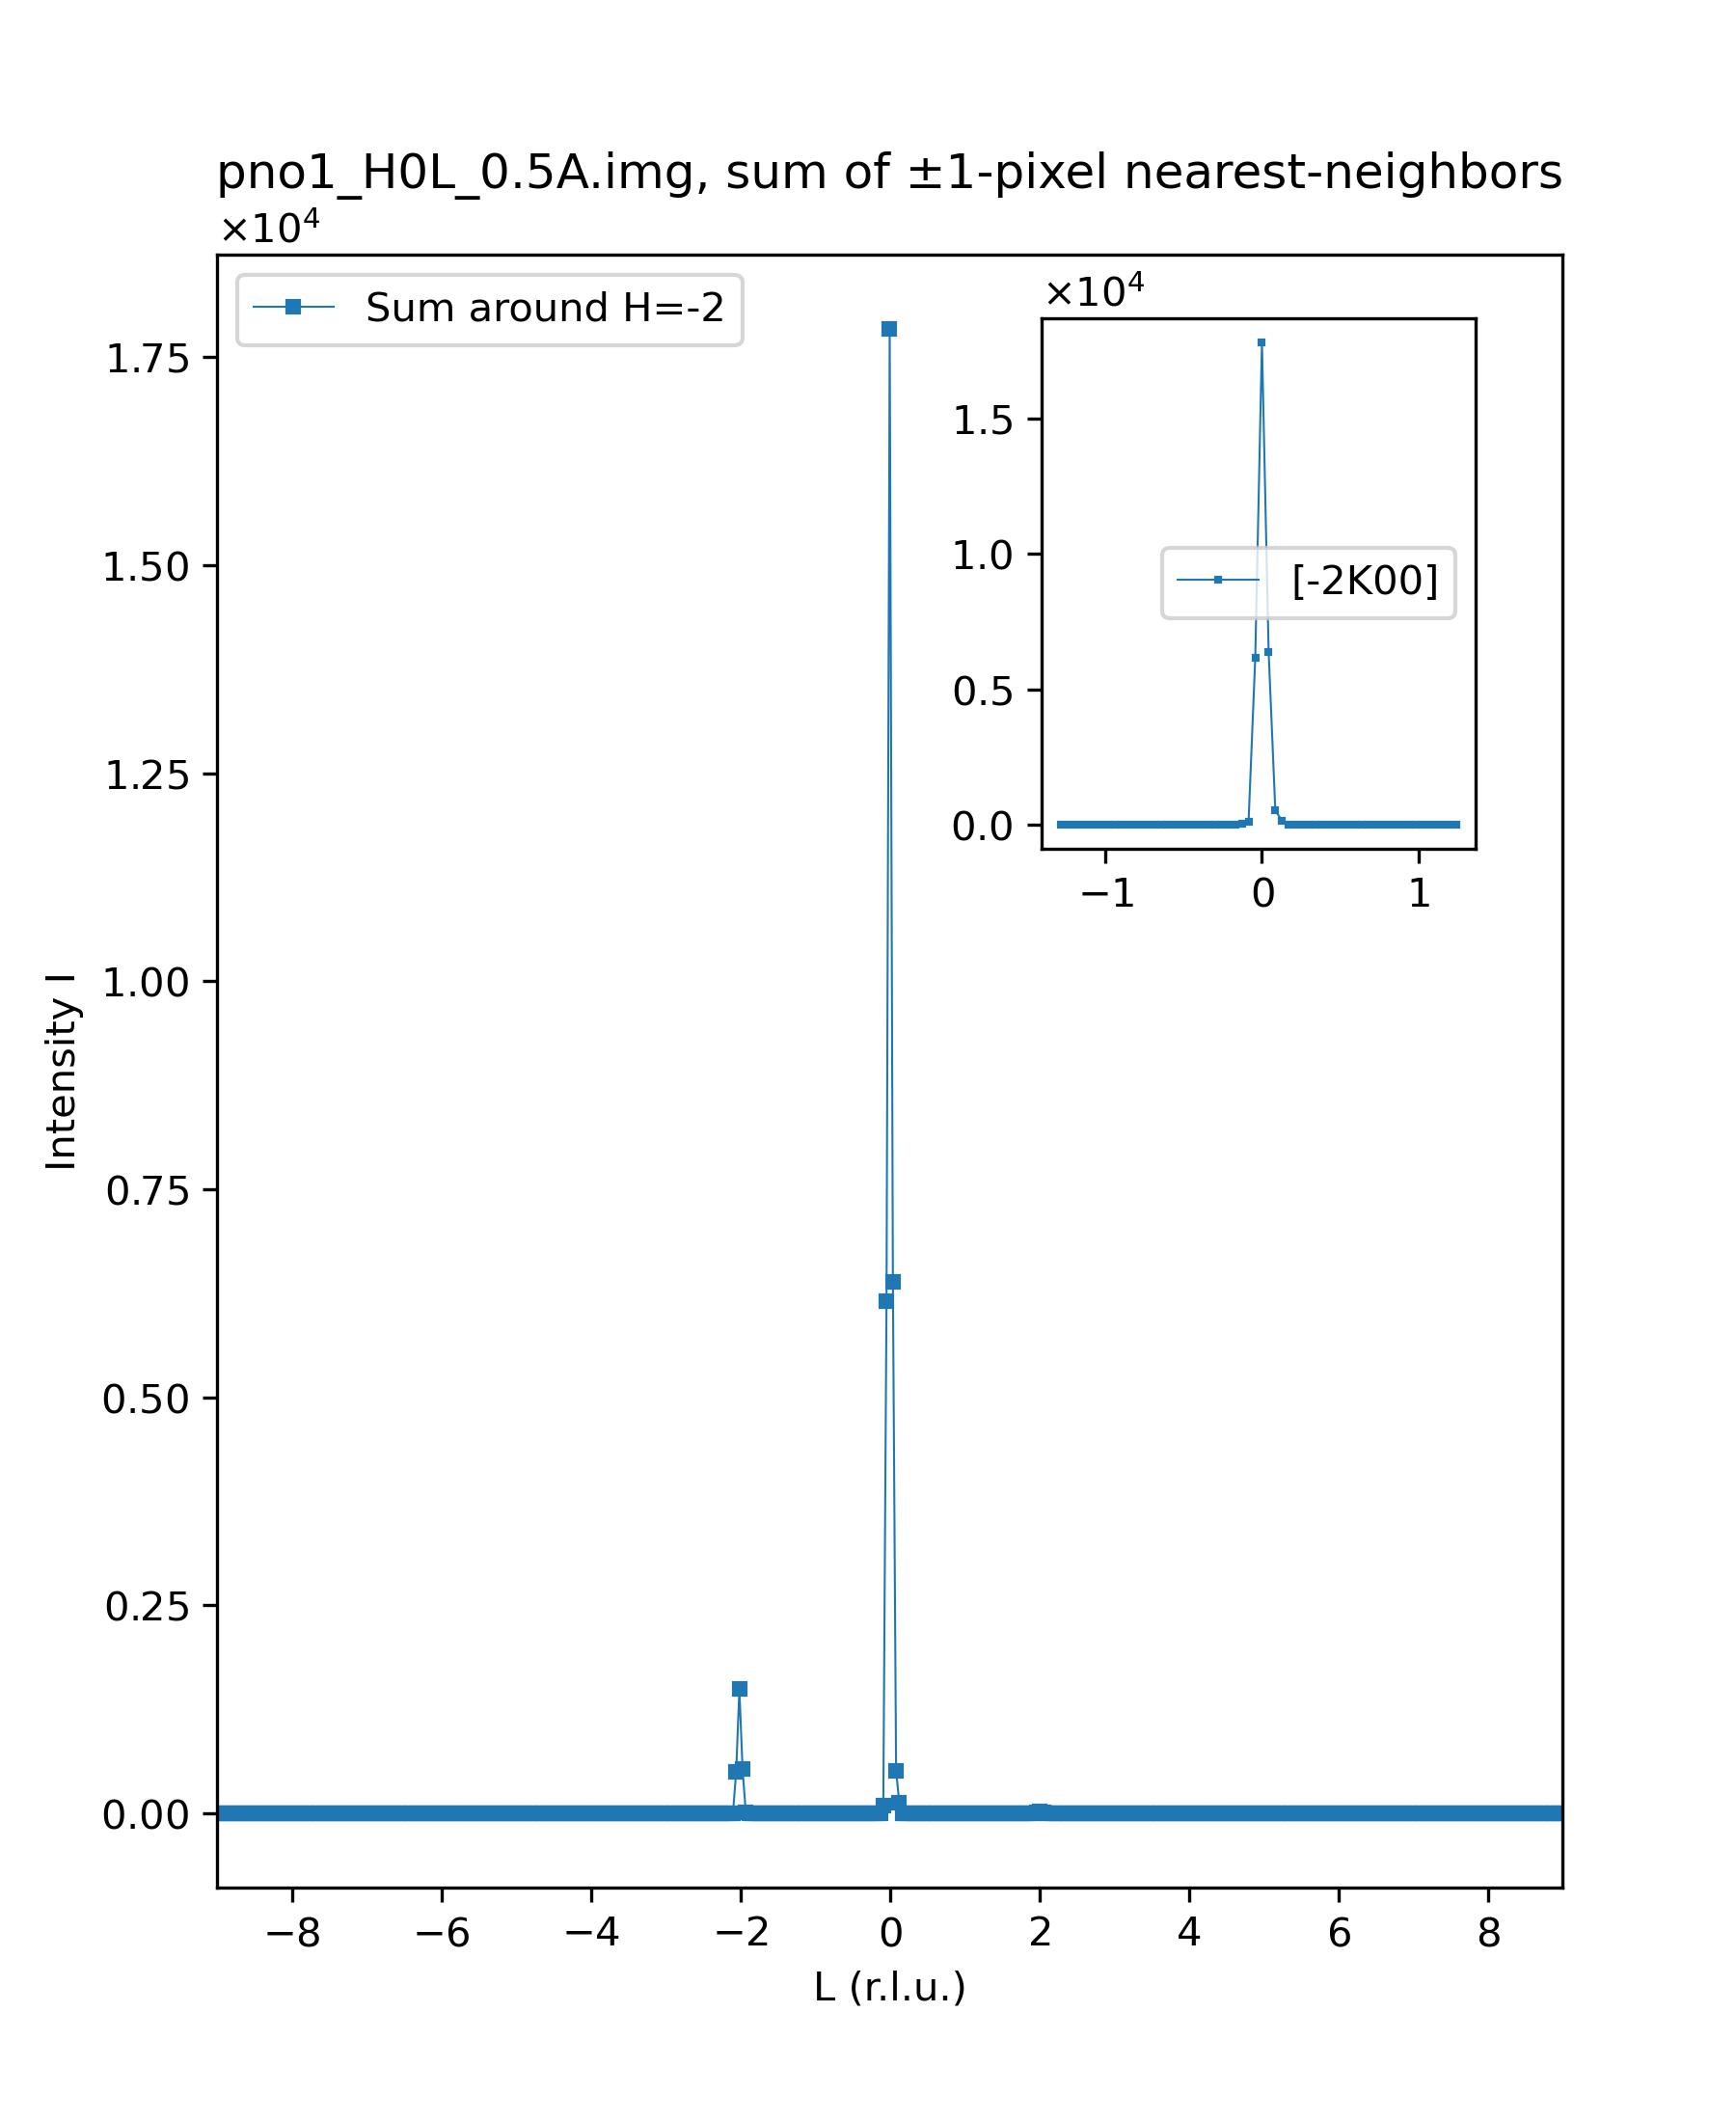 pno1_H0L_0.5A.img, sum of ±1-pixel nearest-neighbors
×10⁴
Sum around H=-2
1.75
1.50
1.25
1.00
0.75
0.50
0.25
0.00
Intensity I
−8 −6 −4 −2 0 2 4 6 8
L (r.l.u.)
×10⁴
1.5
1.0
0.5
0.0
[-2K00]
−1 0 1